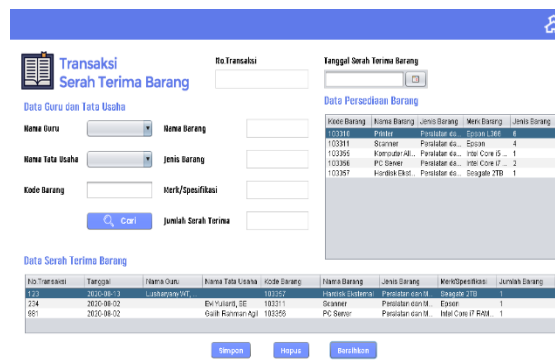 Transaksi
Serah Terima Barang
No.Transaksi
Tanggal Serah Terima Barang
Data Guru dan Tata Usaha
Nama Guru
Nama Barang
Nama Tata Usaha
Jenis Barang
Kode Barang
Merk/Spesifikasi
Cari
Jumlah Serah Terima
Data Persediaan Barang
Kode Barang Nama Barang Jenis Barang Merk Barang Jenis Barang
103310 Printer Peralatan da... Epson L366 6
103311 Scanner Peralatan da... Epson 4
103355 Komputer All... Peralatan da... Intel Core i5 ... 1
103356 PC Server Peralatan da... Intel Core i7 ... 2
103357 Hardisk Ekst... Peralatan da... Seagate 2TB 1
Data Serah Terima Barang
No.Transaksi Tanggal Nama Guru Nama Tata Usaha Kode Barang Nama Barang Jenis Barang Merk/Spesifikasi Jumlah Barang
123 2020-08-13 103357 Hardisk Eksternal Peralatan dan M... Seagate 2TB 1
234 2020-08-02 Evi Yulianti, SE 103311 Scanner Peralatan dan M... Epson 1
981 2020-08-02 Galih Rahman Agil 103356 PC Server Peralatan dan M... Intel Core i7 RAM... 1
Simpan
Hapus
Bersihkan